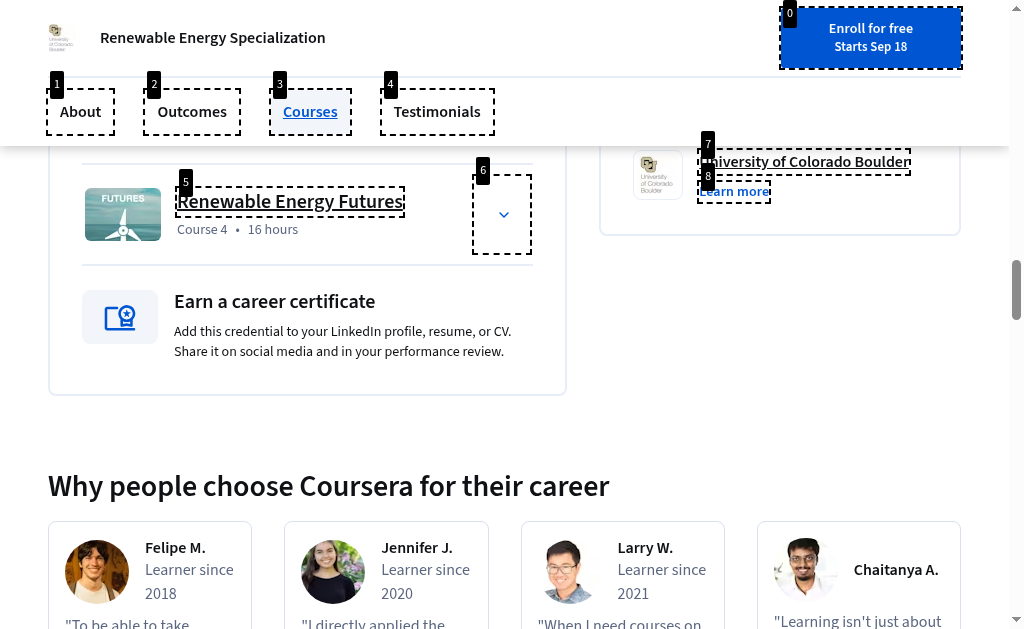 Renewable Energy Specialization
0
Enroll for free
Starts Sep 18
1
About
2
Outcomes
3
Courses
4
Testimonials
5
Renewable Energy Futures
Course 4 • 16 hours
6
FUTURES
Earn a career certificate
Add this credential to your LinkedIn profile, resume, or CV.
Share it on social media and in your performance review.
7
University of Colorado Boulder
8
Learn more
University
of Colorado
Boulder
Why people choose Coursera for their career
Felipe M.
Learner since
2018
"To be able to take
Jennifer J.
Learner since
2020
"I directly applied the
Larry W.
Learner since
2021
"When I need courses on
Chaitanya A.
"Learning isn't just about